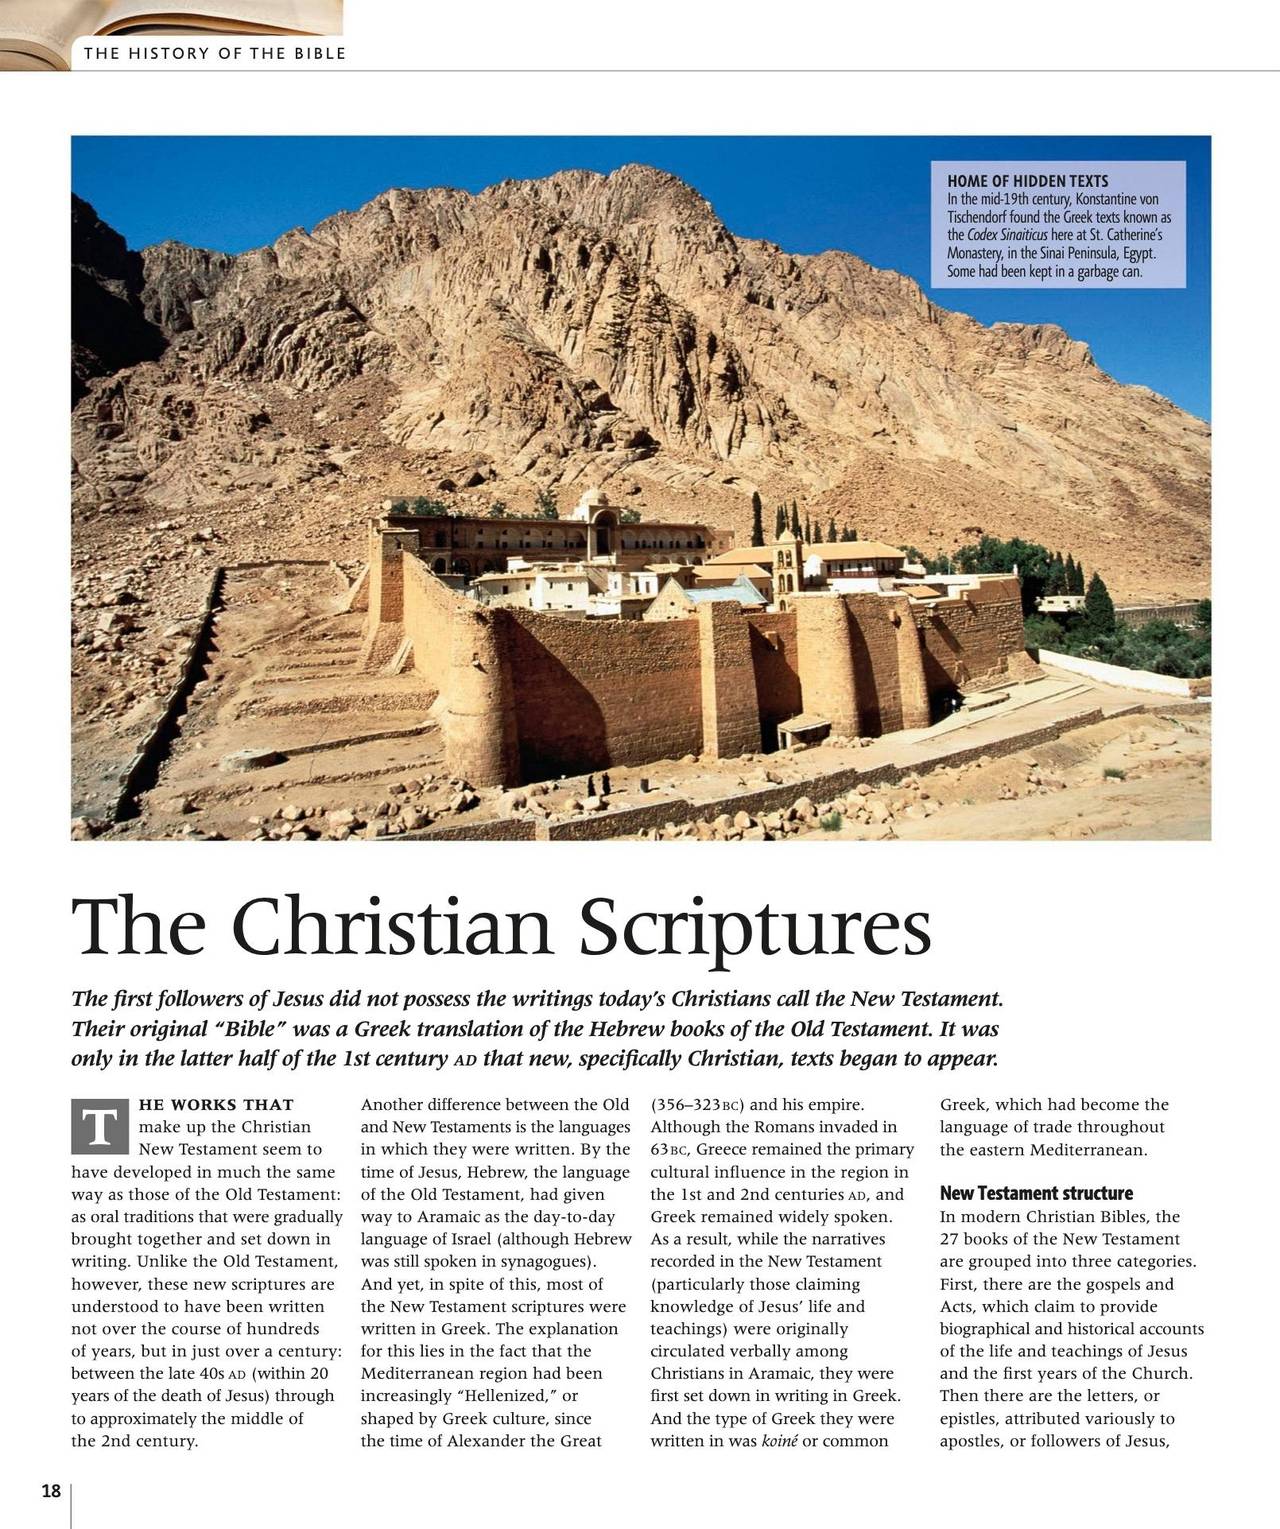 THE HISTORY OF THE BIBLE
HOME OF HIDDEN TEXTS
In the mid-19th century, Konstantine von
Tischendorf found the Greek texts known as
the Codex Sinaiticus here at St. Catherine's
Monastery, in the Sinai Peninsula, Egypt.
Some had been kept in a garbage can.
The Christian Scriptures
The first followers of Jesus did not possess the writings today's Christians call the New Testament.
Their original “Bible” was a Greek translation of the Hebrew books of the Old Testament. It was
only in the latter half of the 1st century AD that new, specifically Christian, texts began to appear.
THE WORKS THAT
make up the Christian
New Testament seem to
have developed in much the same
way as those of the Old Testament:
as oral traditions that were gradually
brought together and set down in
writing. Unlike the Old Testament,
however, these new scriptures are
understood to have been written
not over the course of hundreds
of years, but in just over a century:
between the late 40s AD (within 20
years of the death of Jesus) through
to approximately the middle of
the 2nd century.
Another difference between the Old
and New Testaments is the languages
in which they were written. By the
time of Jesus, Hebrew, the language
of the Old Testament, had given
way to Aramaic as the day-to-day
language of Israel (although Hebrew
was still spoken in synagogues).
And yet, in spite of this, most of
the New Testament scriptures were
written in Greek. The explanation
for this lies in the fact that the
Mediterranean region had been
increasingly “Hellenized,” or
shaped by Greek culture, since
the time of Alexander the Great
(356–323 BC) and his empire.
Although the Romans invaded in
63 BC, Greece remained the primary
cultural influence in the region in
the 1st and 2nd centuries AD, and
Greek remained widely spoken.
As a result, while the narratives
recorded in the New Testament
(particularly those claiming
knowledge of Jesus' life and
teachings) were originally
circulated verbally among
Christians in Aramaic, they were
first set down in writing in Greek.
And the type of Greek they were
written in was koiné or common
Greek, which had become the
language of trade throughout
the eastern Mediterranean.
New Testament structure
In modern Christian Bibles, the
27 books of the New Testament
are grouped into three categories.
First, there are the gospels and
Acts, which claim to provide
biographical and historical accounts
of the life and teachings of Jesus
and the first years of the Church.
Then there are the letters, or
epistles, attributed variously to
apostles, or followers of Jesus,
18